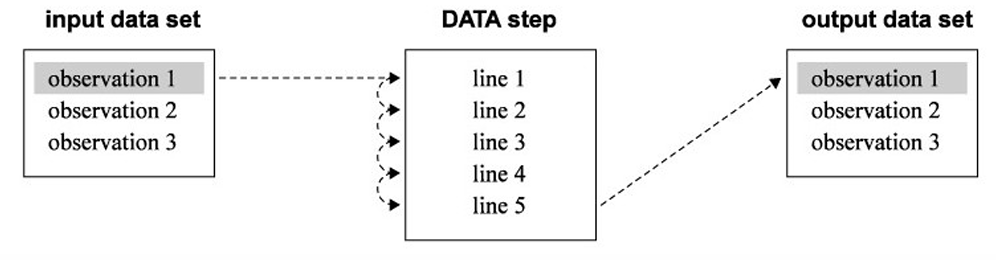 input data set
observation 1
observation 2
observation 3
DATA step
line 1
line 2
line 3
line 4
line 5
output data set
observation 1
observation 2
observation 3